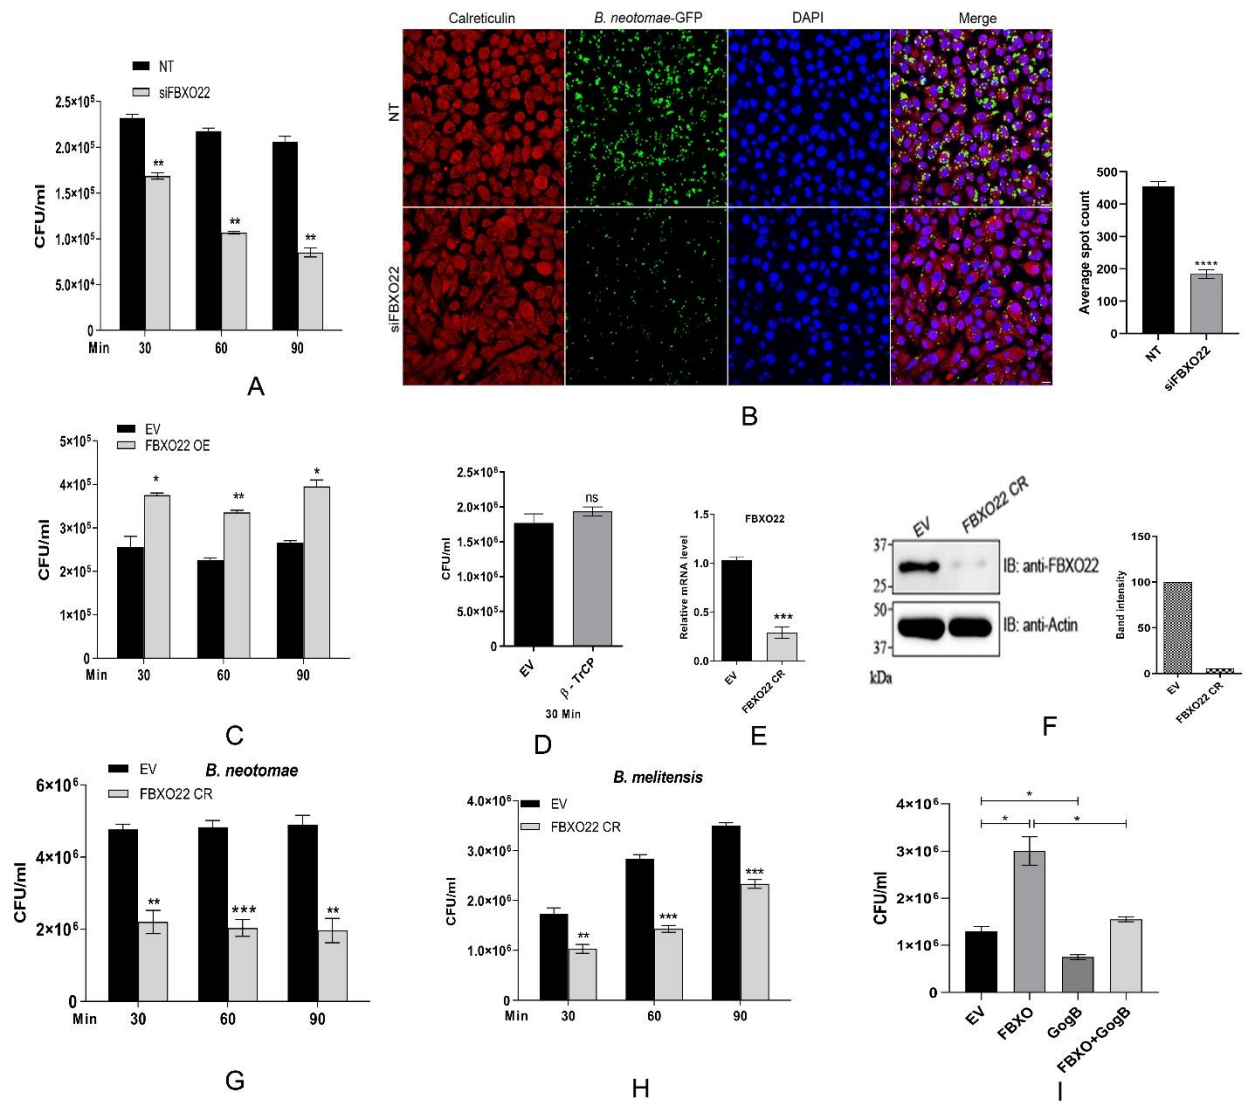 NT
siFBXO22
CFU/ml
2.5×10⁵
2.0×10⁵
1.5×10⁵
1.0×10⁵
5.0×10⁴
0
**
**
**
Min 30 60 90
A
Calreticulin B. neotomae-GFP DAPI Merge
NT
siFBXO22
B
Average spot count
500
400
300
200
100
0
****
NT
siFBXO22
EV
FBXO22 OE
CFU/ml
5×10⁵
4×10⁵
3×10⁵
2×10⁵
1×10⁵
0
*
**
*
Min 30 60 90
C
CFU/ml
2.5×10⁶
2.0×10⁶
1.5×10⁶
1.0×10⁶
5.0×10⁵
0
ns
EV
β - TrCP
30 Min
D
FBXO22
Relative mRNA level
1.5
1.0
0.5
0.0
***
EV
FBXO22 CR
E
EV
FBXO22 CR
37
25
IB: anti-FBXO22
50
37
IB: anti-Actin
kDa
F
Band intensity
150
100
50
0
EV
FBXO22 CR
EV
FBXO22 CR
B. neotomae
CFU/ml
6×10⁶
4×10⁶
2×10⁶
0
**
***
**
Min 30 60 90
G
B. melitensis
EV
FBXO22 CR
CFU/ml
4.0×10⁶
3.0×10⁶
2.0×10⁶
1.0×10⁶
0
**
***
***
Min 30 60 90
H
CFU/ml
4×10⁶
3×10⁶
2×10⁶
1×10⁶
0
*
*
*
EV
FBXO
GogB
FBXO+GogB
I